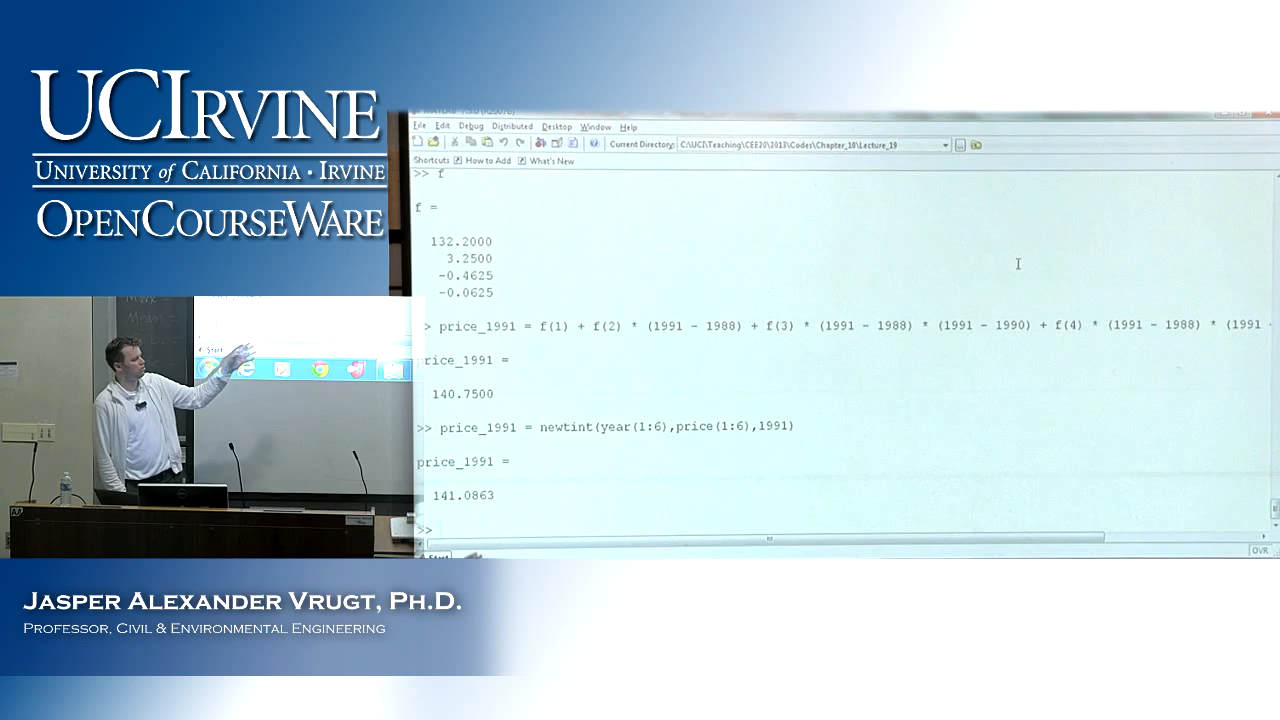 UCIRVINE
UNIVERSITY of CALIFORNIA · IRVINE
OPENCOURSEWARE
File Edit Debug Distributed Desktop Window Help
Current Directory: C:\UCI\Teaching\CEE20\2013\Codes\Chapter_18\Lecture_19
Shortcuts How to Add What's New
>> f
f =
132.2000
3.2500
-0.4625
-0.0625
> price_1991 = f(1) + f(2) * (1991 - 1988) + f(3) * (1991 - 1988) * (1991 - 1990) + f(4) * (1991 - 1988) * (1991 -
price_1991 =
140.7500
>> price_1991 = newtint(year(1:6),price(1:6),1991)
price_1991 =
141.0863
>>
Start
OVR
JASPER ALEXANDER VRUGT, PH.D.
PROFESSOR, CIVIL & ENVIRONMENTAL ENGINEERING